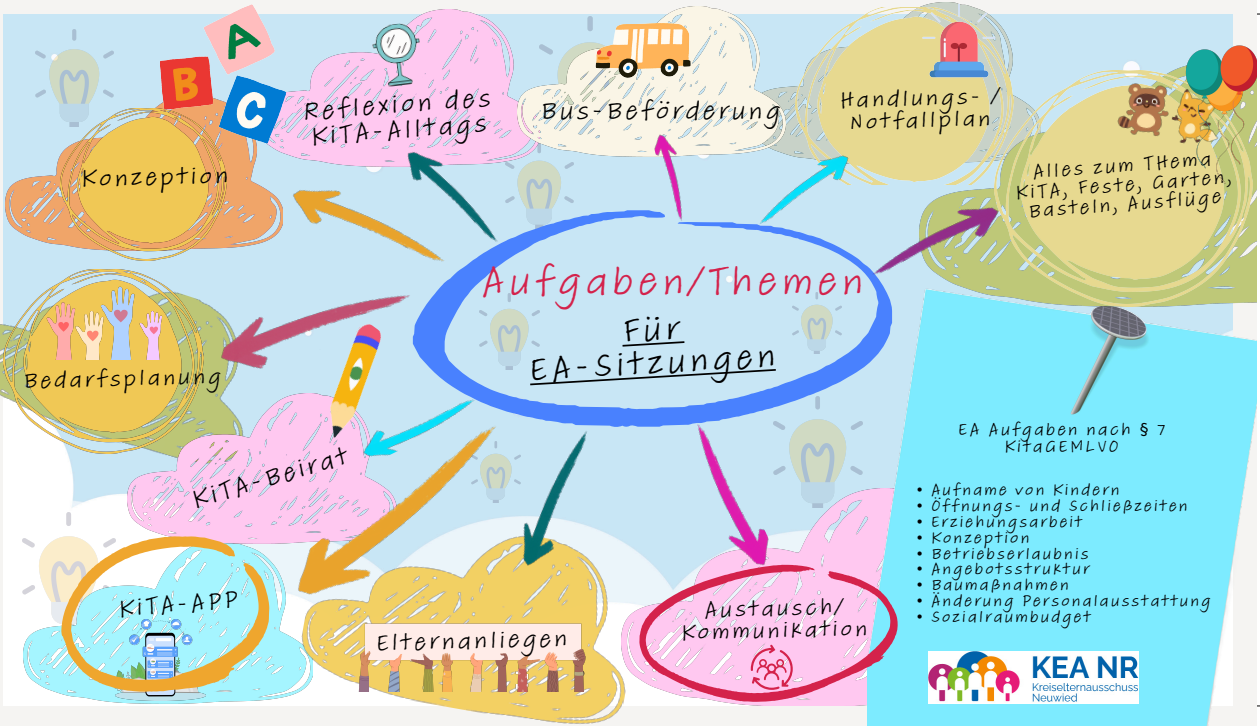 A
B
C
Reflexion des
KiTA-Alltags
Bus-Beförderung
Handlungs- /
Notfallplan
Konzeption
Alles zum THema
KiTA, Feste, Garten,
Basteln, Ausflüge
Aufgaben/Themen
Für
EA-Sitzungen
Bedarfsplanung
KiTA-Beirat
KiTA-APP
Elternanliegen
Austausch/
Kommunikation
EA Aufgaben nach § 7
KitaGEMLVO
• Aufname von Kindern
• Öffnungs- und Schließzeiten
• Erziehungsarbeit
• Konzeption
• Betriebserlaubnis
• Angebotsstruktur
• Baumaßnahmen
• Änderung Personalausstattung
• Sozialraumbudget
KEA NR
Kreiselternausschuss
Neuwied